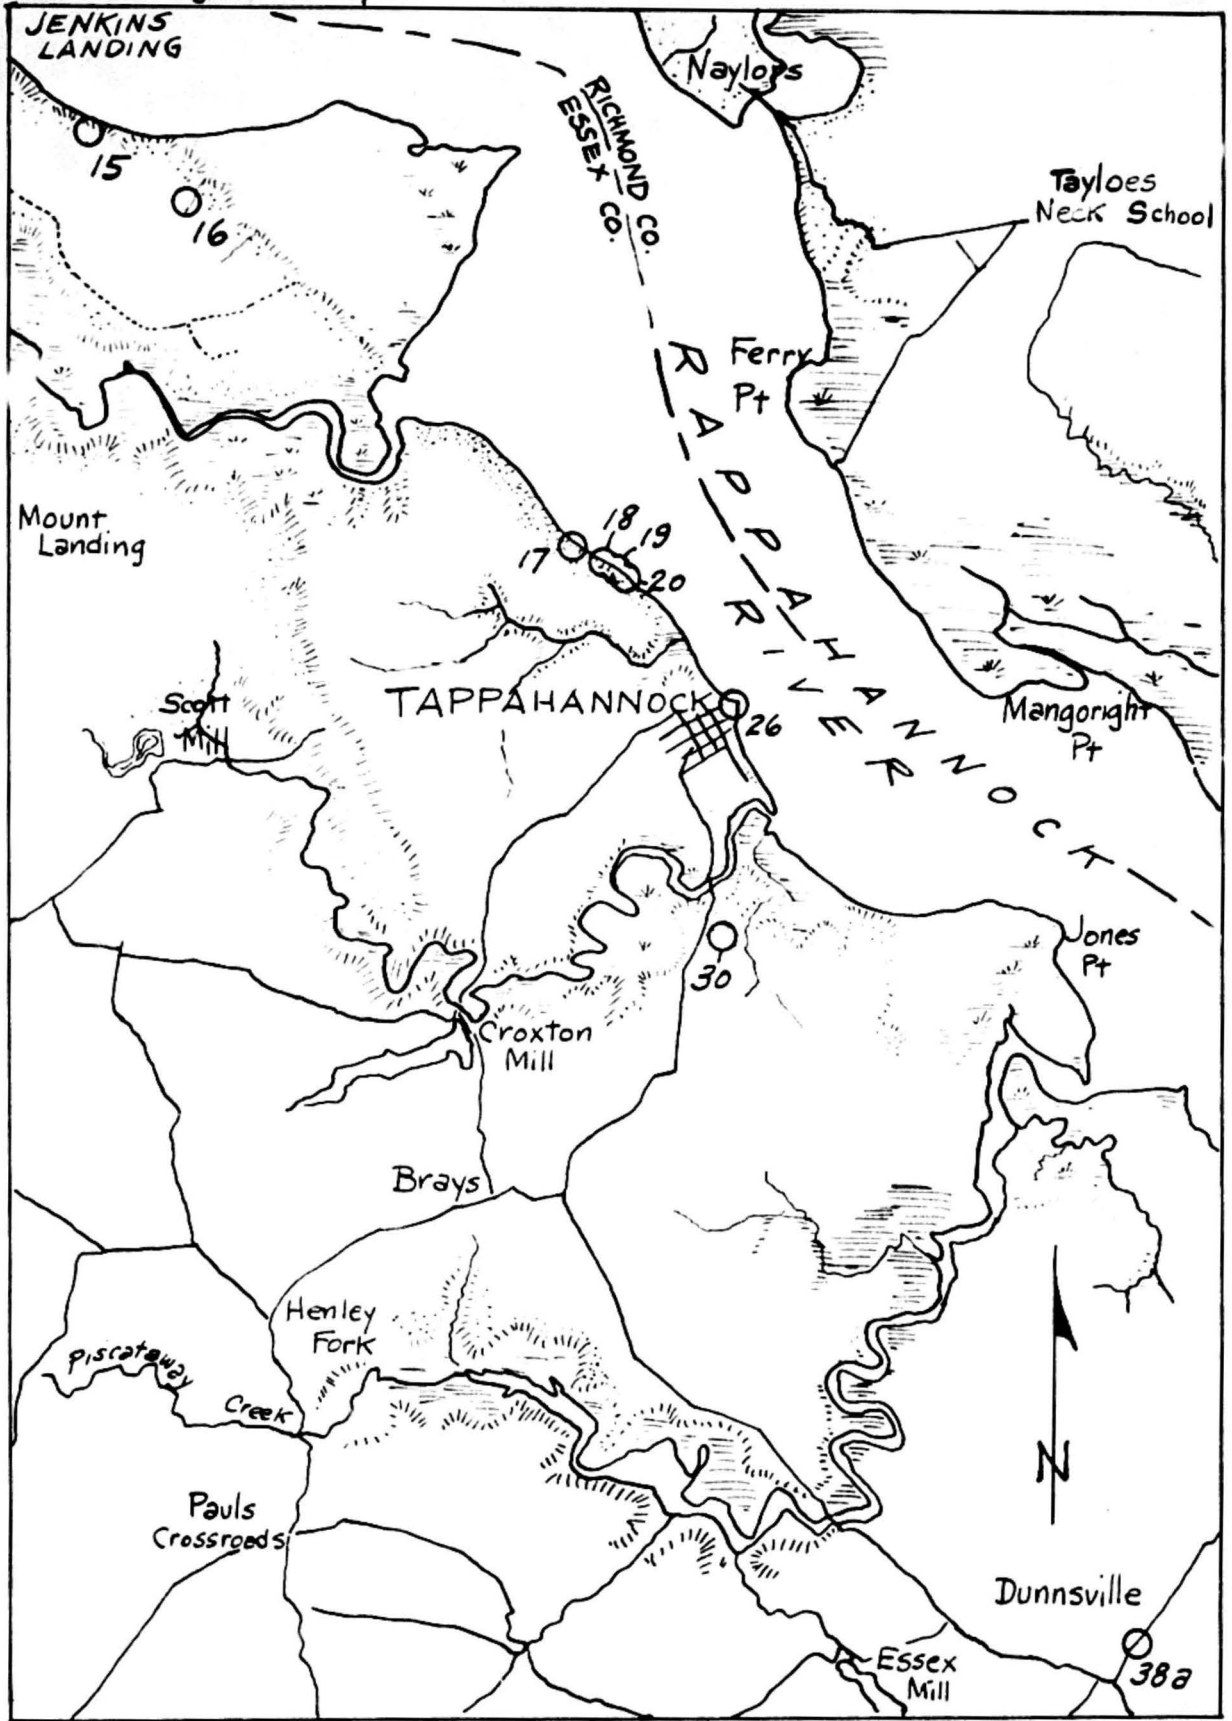 JENKINS
LANDING
15
16
Naylors
RICHMOND CO.
ESSEX CO.
Tayloes
Neck School
Ferry
Pt
RAPPAHANNOCK
RIVER
Mount
Landing
17
18
19
20
Scott
Mill
TAPPAHANNOCK
26
Mangoright
Pt
30
Jones
Pt
Croxton
Mill
Brays
Henley
Fork
Piscataway
Creek
N
Pauls
Crossroads
Dunnsville
38a
Essex
Mill